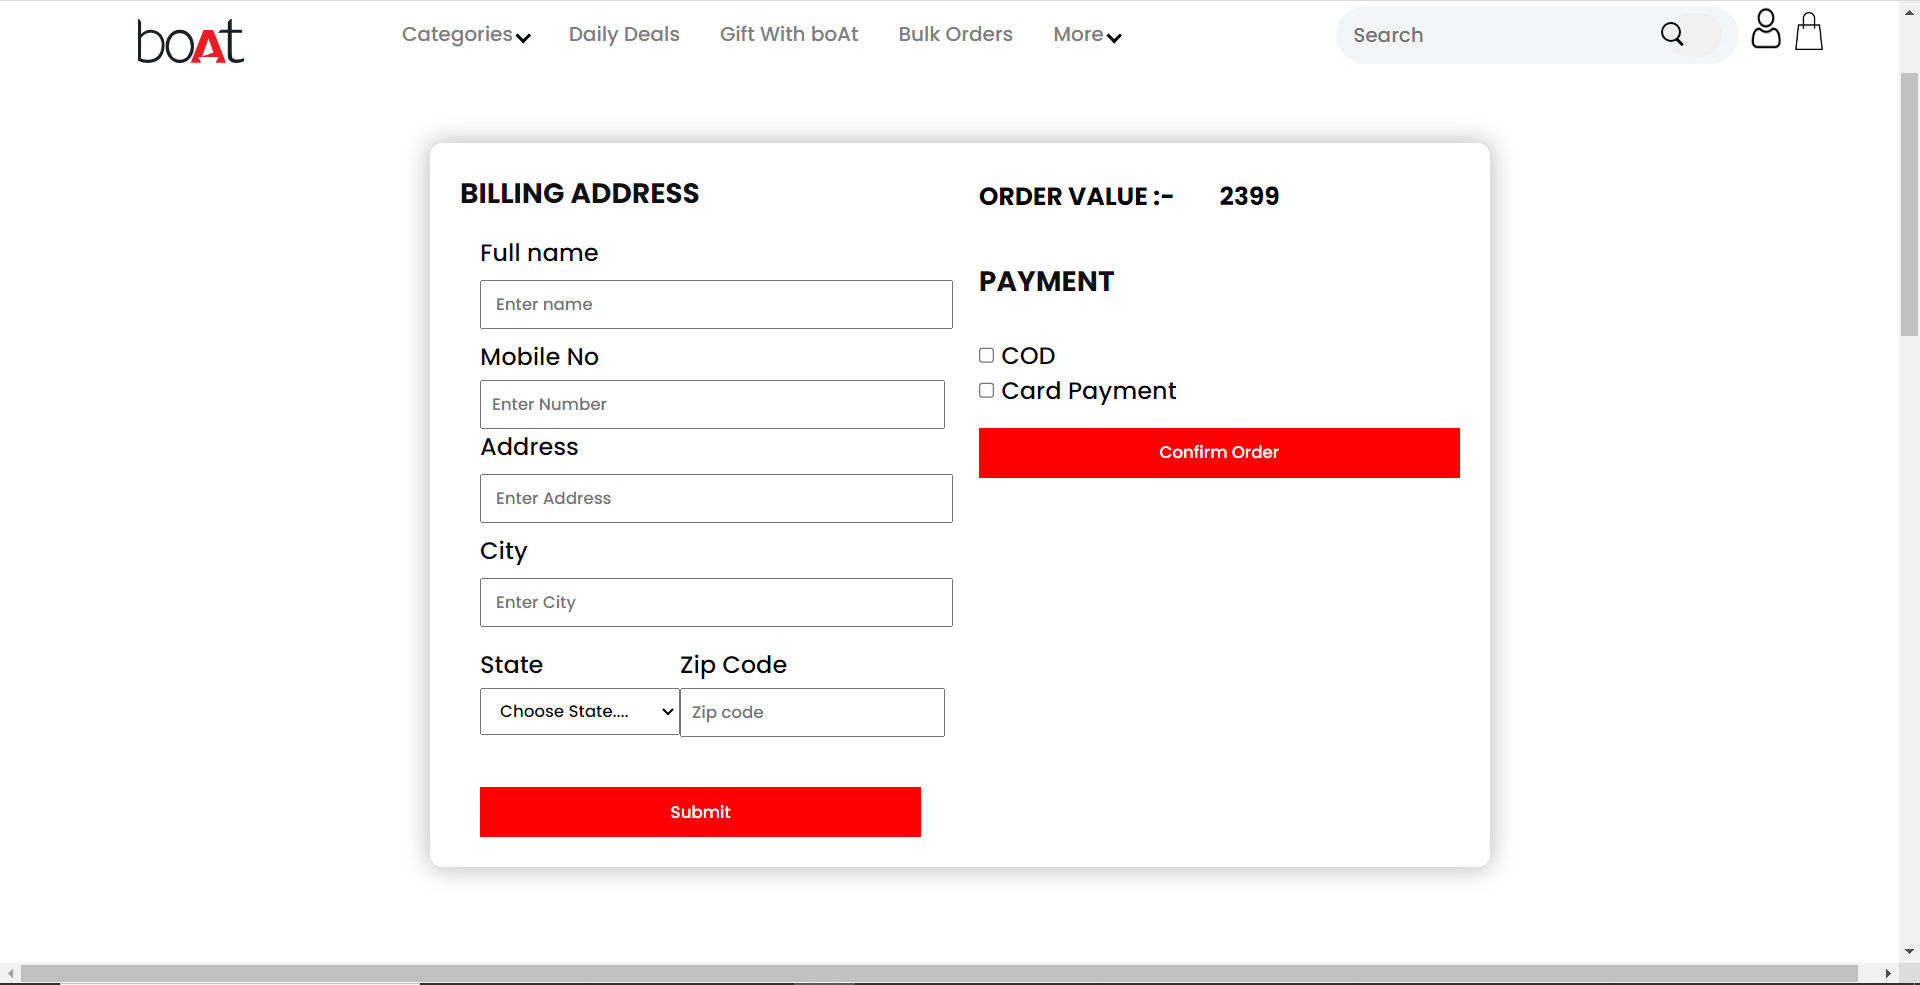 boAt
Categories Daily Deals Gift With boAt Bulk Orders More
Search
BILLING ADDRESS
Full name
Enter name
Mobile No
Enter Number
Address
Enter Address
City
Enter City
State Zip Code
Choose State.... Zip code
Submit
ORDER VALUE :- 2399
PAYMENT
COD
Card Payment
Confirm Order